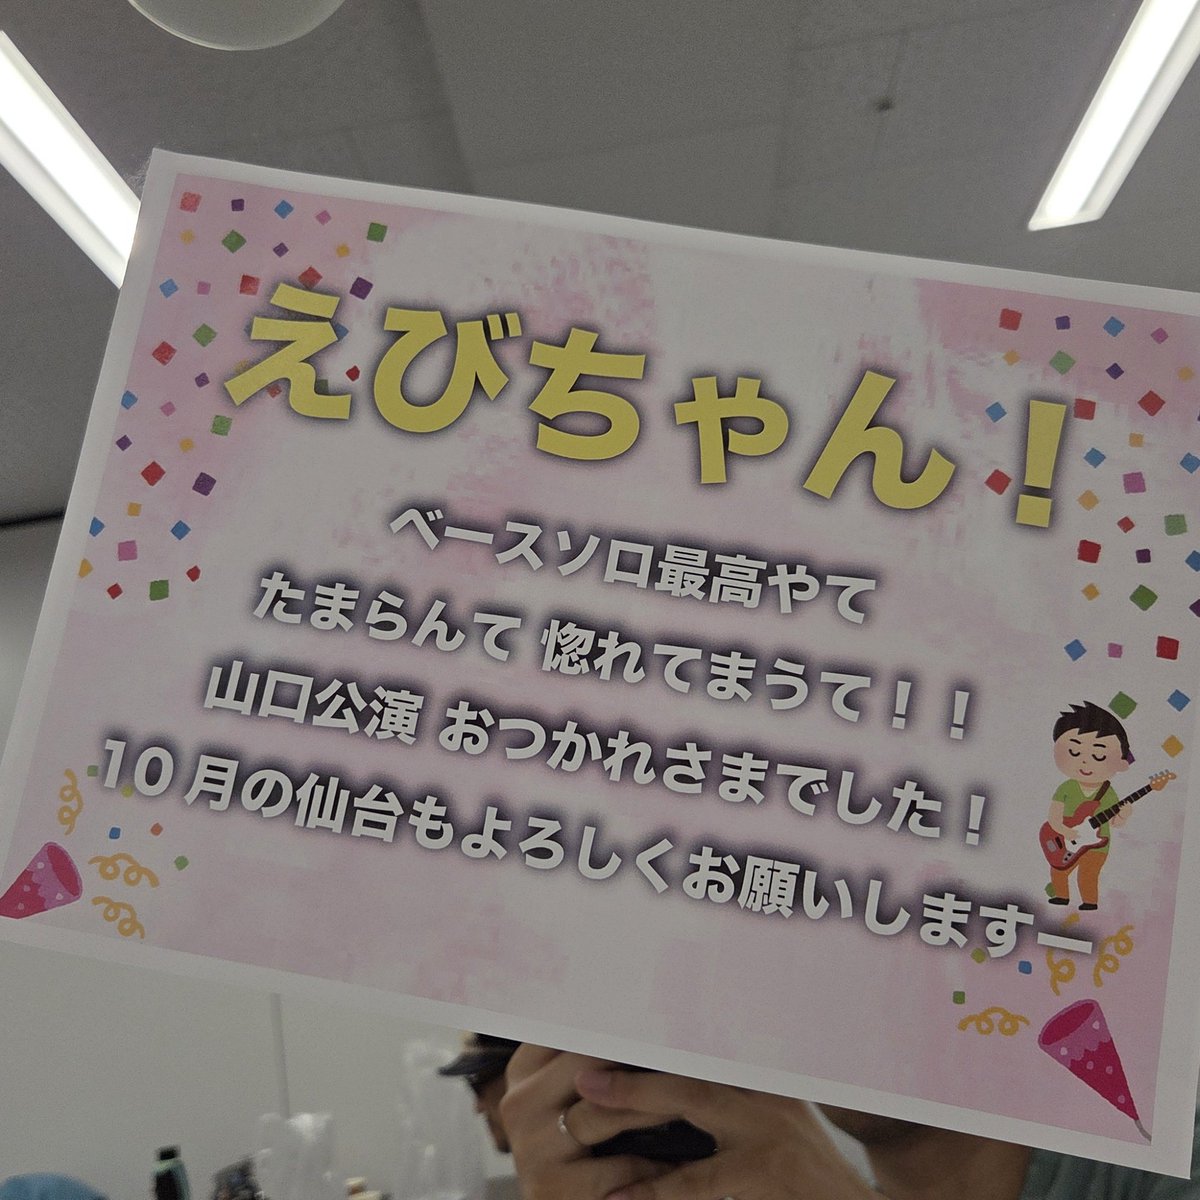 えびちゃん！
ベースソロ最高やて
たまらんて 惚れてまうて！！
山口公演 おつかれさまでした！
10月の仙台もよろしくお願いしますー